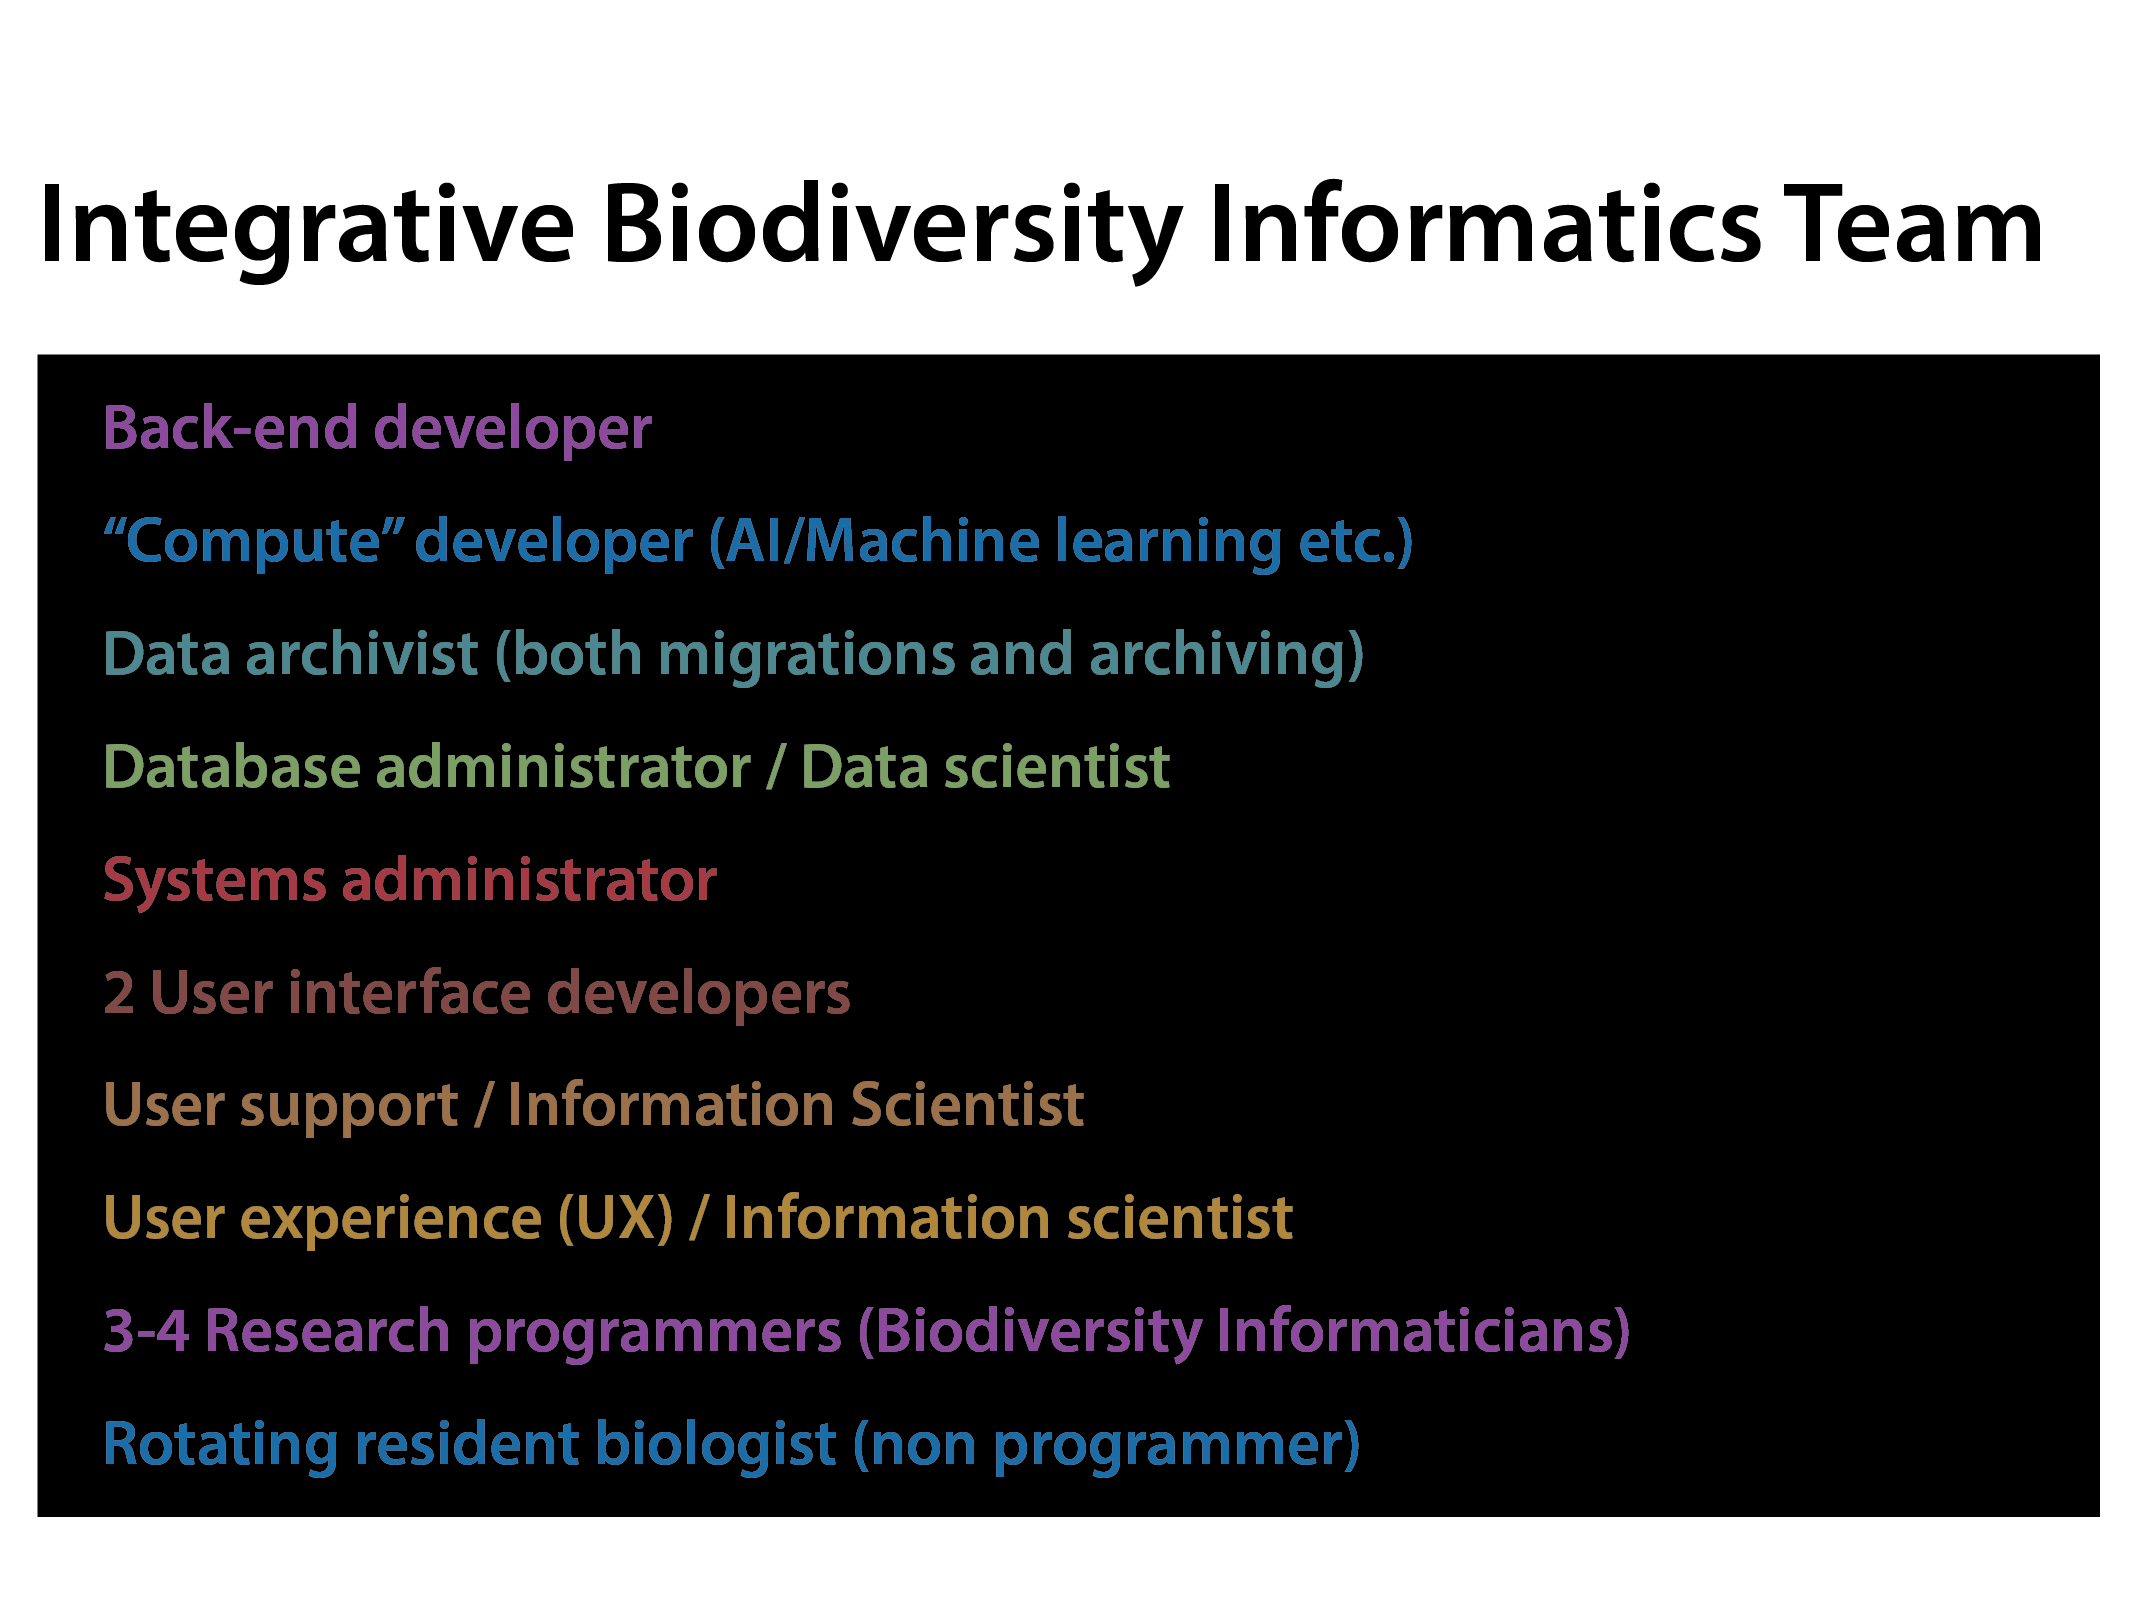 Integrative Biodiversity Informatics Team
Back-end developer
“Compute” developer (AI/Machine learning etc.)
Data archivist (both migrations and archiving)
Database administrator / Data scientist
Systems administrator
2 User interface developers
User support / Information Scientist
User experience (UX) / Information scientist
3-4 Research programmers (Biodiversity Informaticians)
Rotating resident biologist (non programmer)